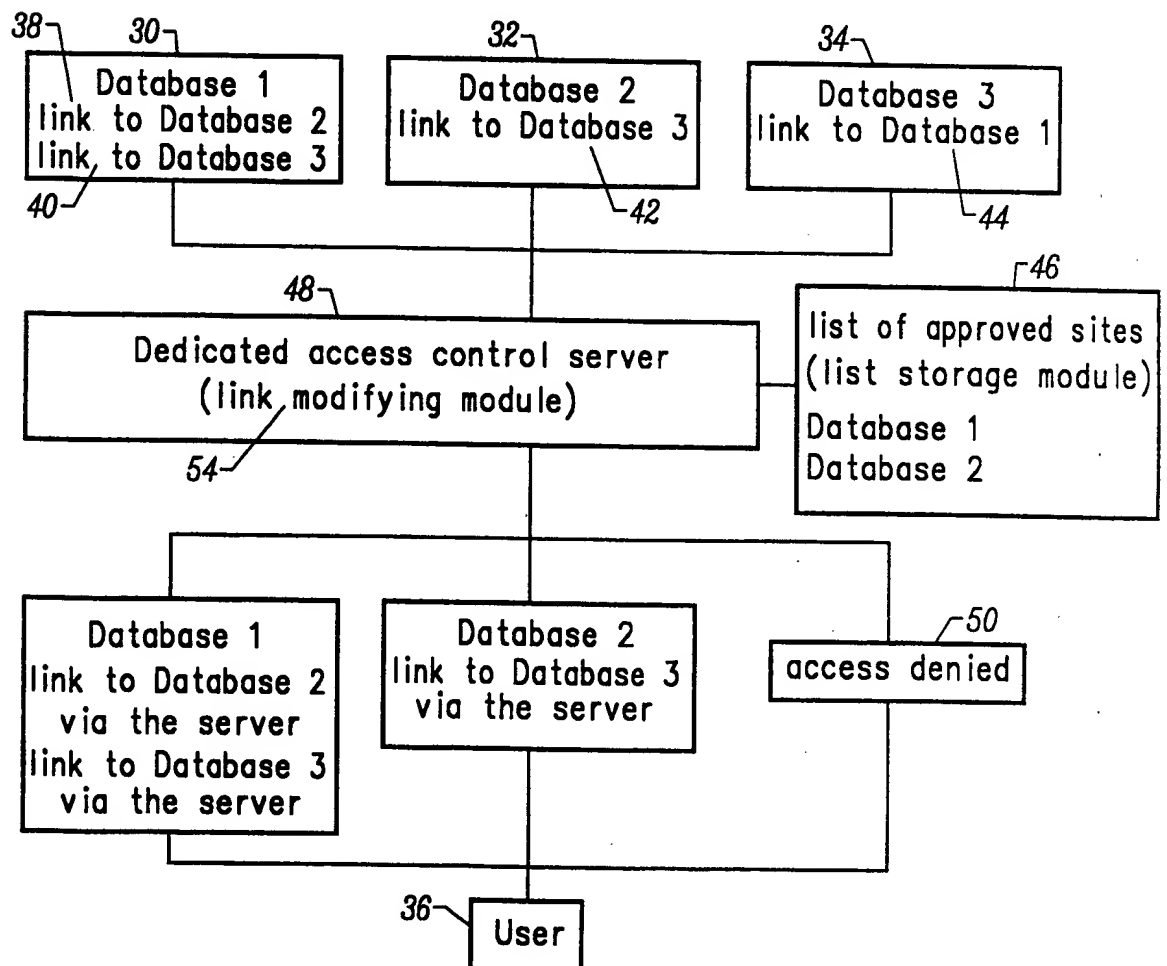 38 30
Database 1
link to Database 2
link to Database 3
40
32
Database 2
link to Database 3
42
34
Database 3
link to Database 1
44
48
Dedicated access control server
(link modifying module)
54
46
list of approved sites
(list storage module)
Database 1
Database 2
Database 1
link to Database 2
via the server
link to Database 3
via the server
Database 2
link to Database 3
via the server
50
access denied
36
User